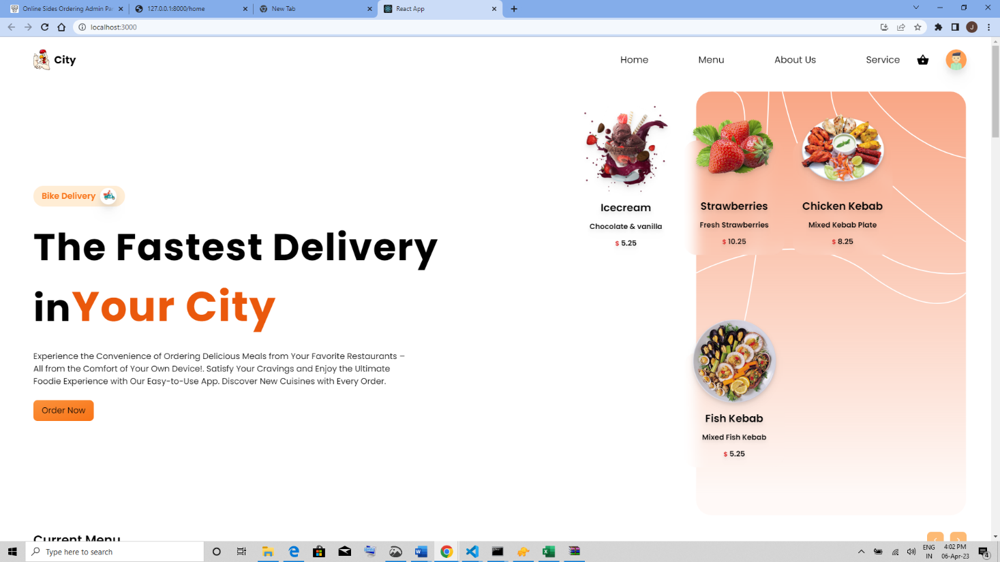 Online Sides Ordering Admin Pa
127.0.0.1:8000/home
New Tab
React App
localhost:3000
J
City
Home
Menu
About Us
Service
Bike Delivery
The Fastest Delivery
inYour City
Experience the Convenience of Ordering Delicious Meals from Your Favorite Restaurants –
All from the Comfort of Your Own Device!. Satisfy Your Cravings and Enjoy the Ultimate
Foodie Experience with Our Easy-to-Use App. Discover New Cuisines with Every Order.
Order Now
Icecream
Chocolate & vanilla
$ 5.25
Strawberries
Fresh Strawberries
$ 10.25
Chicken Kebab
Mixed Kebab Plate
$ 8.25
Fish Kebab
Mixed Fish Kebab
$ 5.25
Current Menu
Type here to search
ENG
IN
4:02 PM
06-Apr-23
4